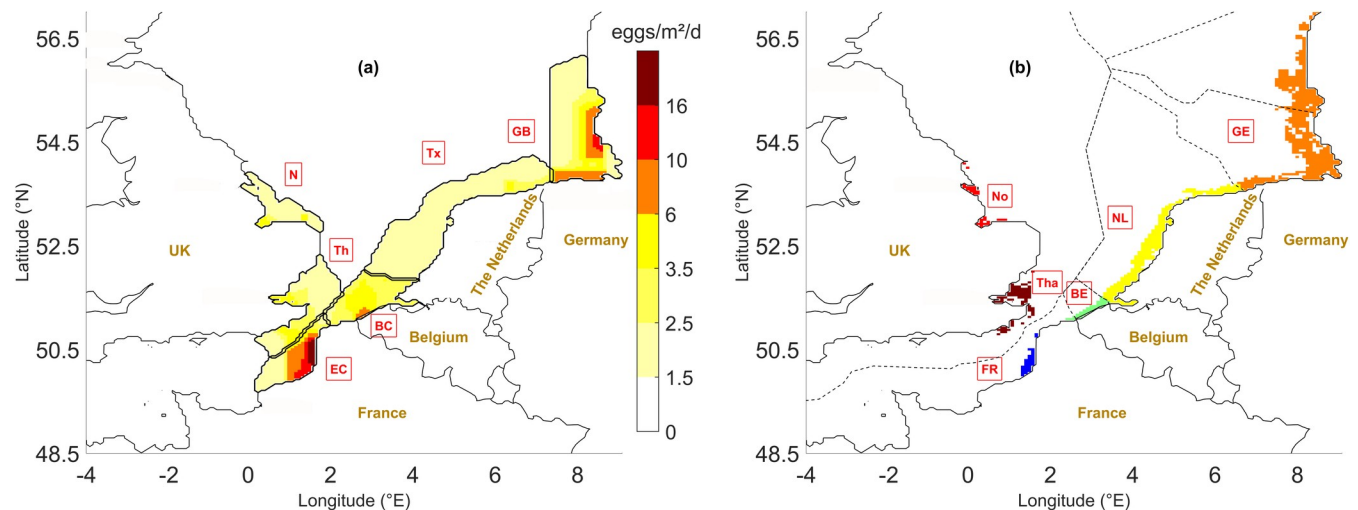 eggs/m²/d
56.5
54.5
52.5
50.5
48.5
Latitude (°N)
(a)
GB
Tx
N
Th
UK
The Netherlands
Germany
BC
Belgium
EC
France
16
10
6
3.5
2.5
1.5
0
-4
-2
0
2
4
6
8
Longitude (°E)
56.5
54.5
52.5
50.5
48.5
Latitude (°N)
(b)
GE
No
NL
UK
The Netherlands
Germany
Tha
BE
Belgium
FR
France
-4
-2
0
2
4
6
8
Longitude (°E)